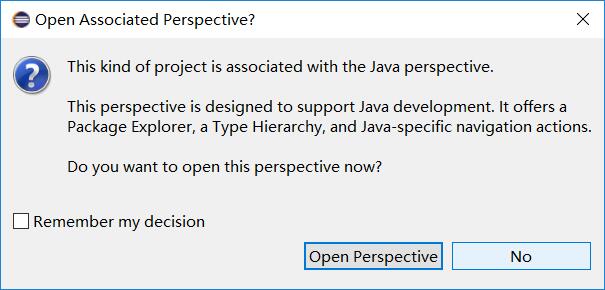 Open Associated Perspective?
This kind of project is associated with the Java perspective.
This perspective is designed to support Java development. It offers a
Package Explorer, a Type Hierarchy, and Java-specific navigation actions.
Do you want to open this perspective now?
Remember my decision
Open Perspective
No